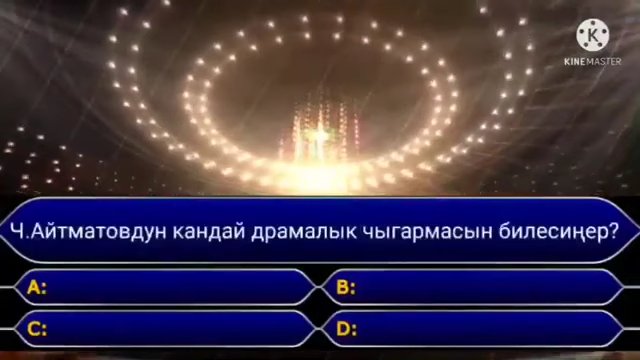 KINEMASTER
Ч.Айтматовдун кандай драмалык чыгармасын билесиңер?
A:
B:
C:
D: